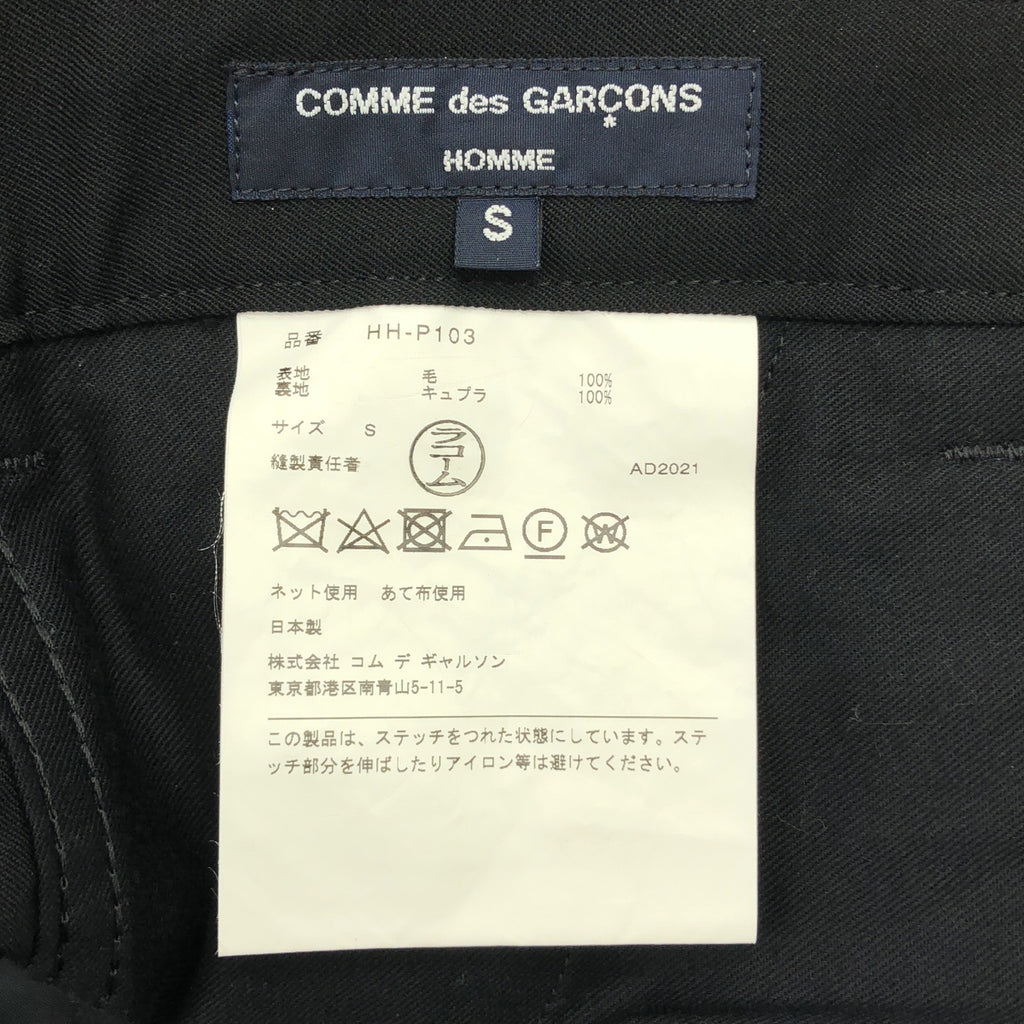 COMME des GARÇONS
HOMME
S
品番 HH-P103
表地 毛 100%
裏地 キュプラ 100%
サイズ S
縫製責任者 ラコーム AD2021
F W
ネット使用 あて布使用
日本製
株式会社 コム デ ギャルソン
東京都港区南青山5-11-5
この製品は、ステッチをつれた状態にしています。ステ
ッチ部分を伸ばしたりアイロン等は避けてください。